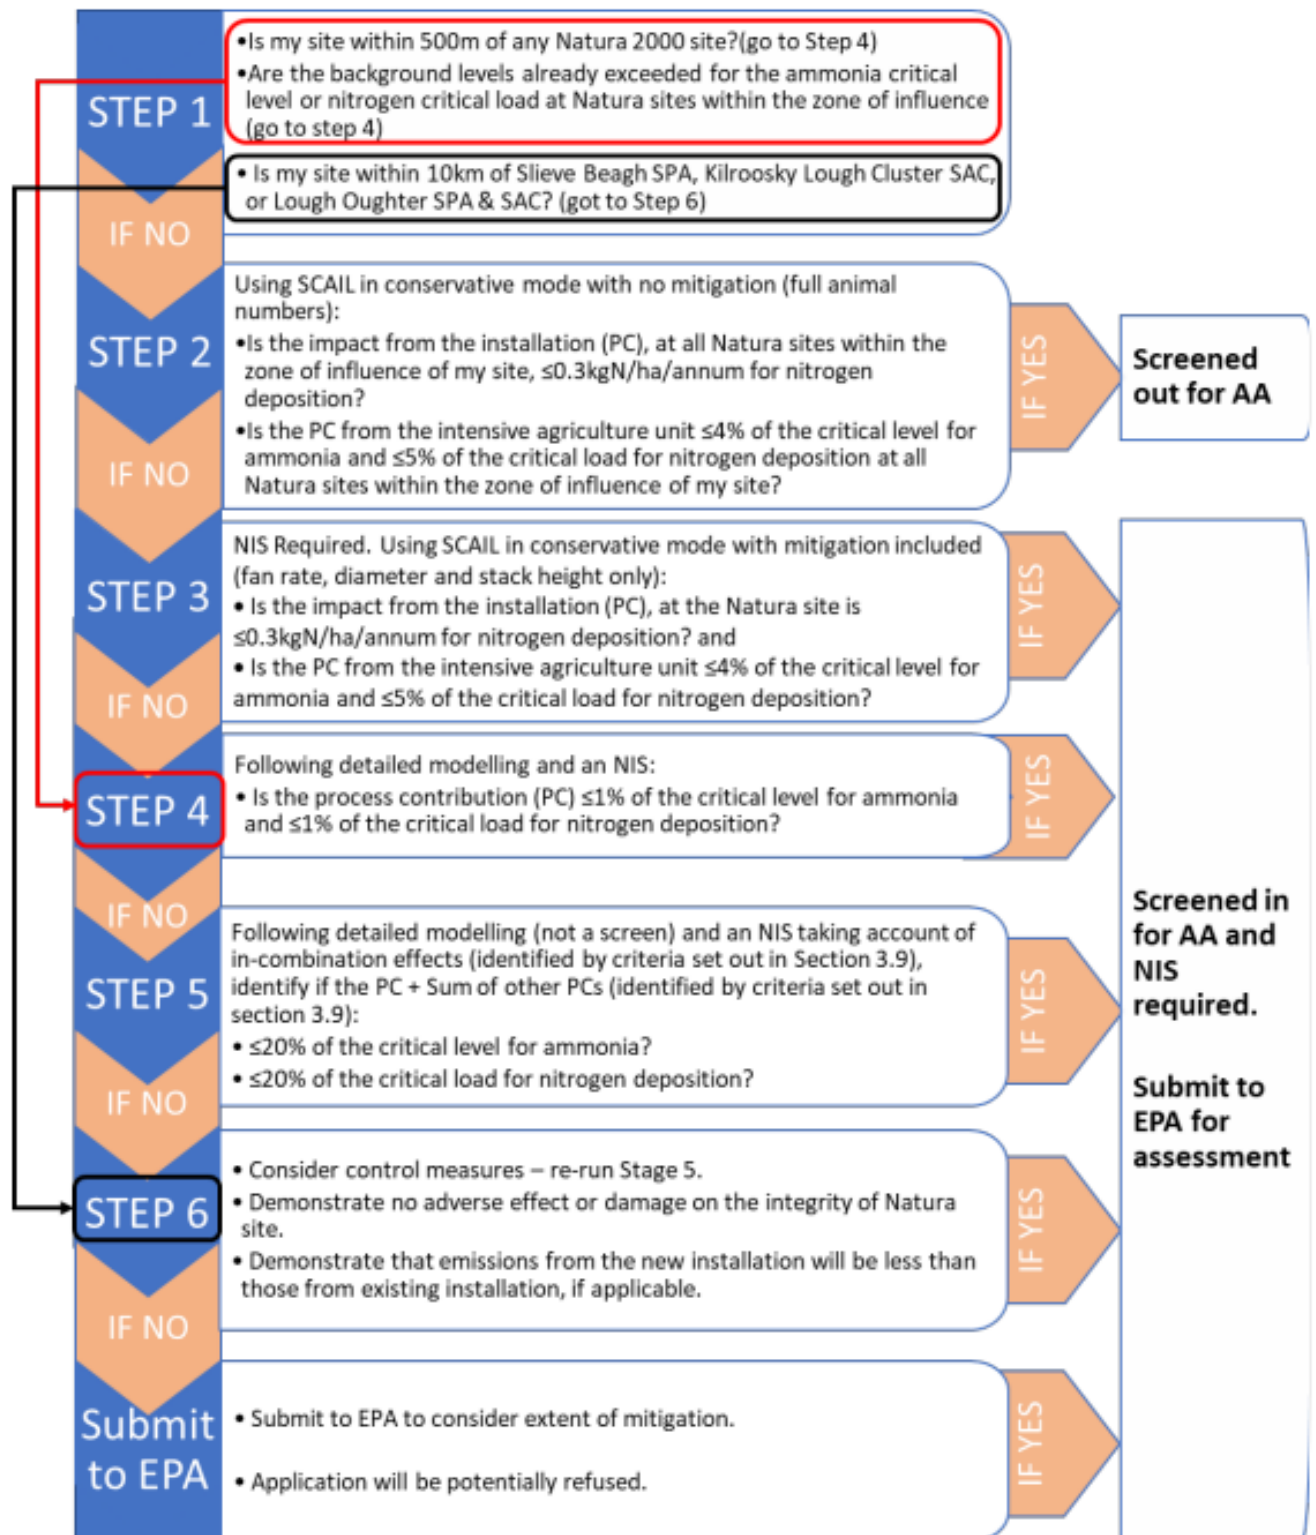 STEP 1
•Is my site within 500m of any Natura 2000 site?(go to Step 4)
•Are the background levels already exceeded for the ammonia critical
level or nitrogen critical load at Natura sites within the zone of influence
(go to step 4)
• Is my site within 10km of Slieve Beagh SPA, Kilroosky Lough Cluster SAC,
or Lough Oughter SPA & SAC? (got to Step 6)
IF NO
STEP 2
Using SCAIL in conservative mode with no mitigation (full animal
numbers):
•Is the impact from the installation (PC), at all Natura sites within the
zone of influence of my site, ≤0.3kgN/ha/annum for nitrogen
deposition?
•Is the PC from the intensive agriculture unit ≤4% of the critical level for
ammonia and ≤5% of the critical load for nitrogen deposition at all
Natura sites within the zone of influence of my site?
IF YES
Screened
out for AA
IF NO
STEP 3
NIS Required. Using SCAIL in conservative mode with mitigation included
(fan rate, diameter and stack height only):
• Is the impact from the installation (PC), at the Natura site is
≤0.3kgN/ha/annum for nitrogen deposition? and
• Is the PC from the intensive agriculture unit ≤4% of the critical level for
ammonia and ≤5% of the critical load for nitrogen deposition?
IF YES
IF NO
STEP 4
Following detailed modelling and an NIS:
• Is the process contribution (PC) ≤1% of the critical level for ammonia
and ≤1% of the critical load for nitrogen deposition?
IF YES
IF NO
STEP 5
Following detailed modelling (not a screen) and an NIS taking account of
in-combination effects (identified by criteria set out in Section 3.9),
identify if the PC + Sum of other PCs (identified by criteria set out in
section 3.9):
• ≤20% of the critical level for ammonia?
• ≤20% of the critical load for nitrogen deposition?
IF YES
IF NO
STEP 6
• Consider control measures – re-run Stage 5.
• Demonstrate no adverse effect or damage on the integrity of Natura
site.
• Demonstrate that emissions from the new installation will be less than
those from existing installation, if applicable.
IF YES
IF NO
Submit
to EPA
• Submit to EPA to consider extent of mitigation.
• Application will be potentially refused.
IF YES
Screened in
for AA and
NIS
required.
Submit to
EPA for
assessment